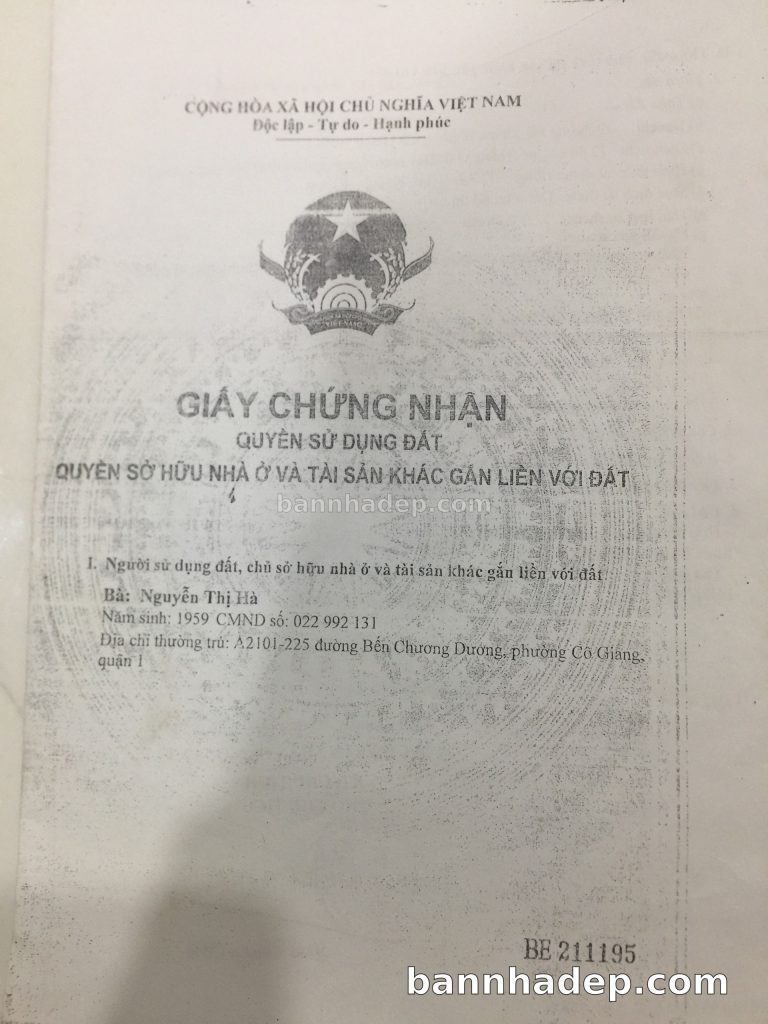 CỘNG HÒA XÃ HỘI CHỦ NGHĨA VIỆT NAM
Độc lập - Tự do - Hạnh phúc
VIỆT NAM
GIẤY CHỨNG NHẬN
QUYỀN SỬ DỤNG ĐẤT
QUYỀN SỞ HỮU NHÀ Ở VÀ TÀI SẢN KHÁC GẮN LIỀN VỚI ĐẤT
bannhadep.com
I. Người sử dụng đất, chủ sở hữu nhà ở và tài sản khác gắn liền với đất
Bà: Nguyễn Thị Hà
Năm sinh: 1959 CMND số: 022 992 131
Địa chỉ thường trú: A2101-225 đường Bến Chương Dương, phường Cô Giang,
quận 1
BE 211195
bannhadep.com